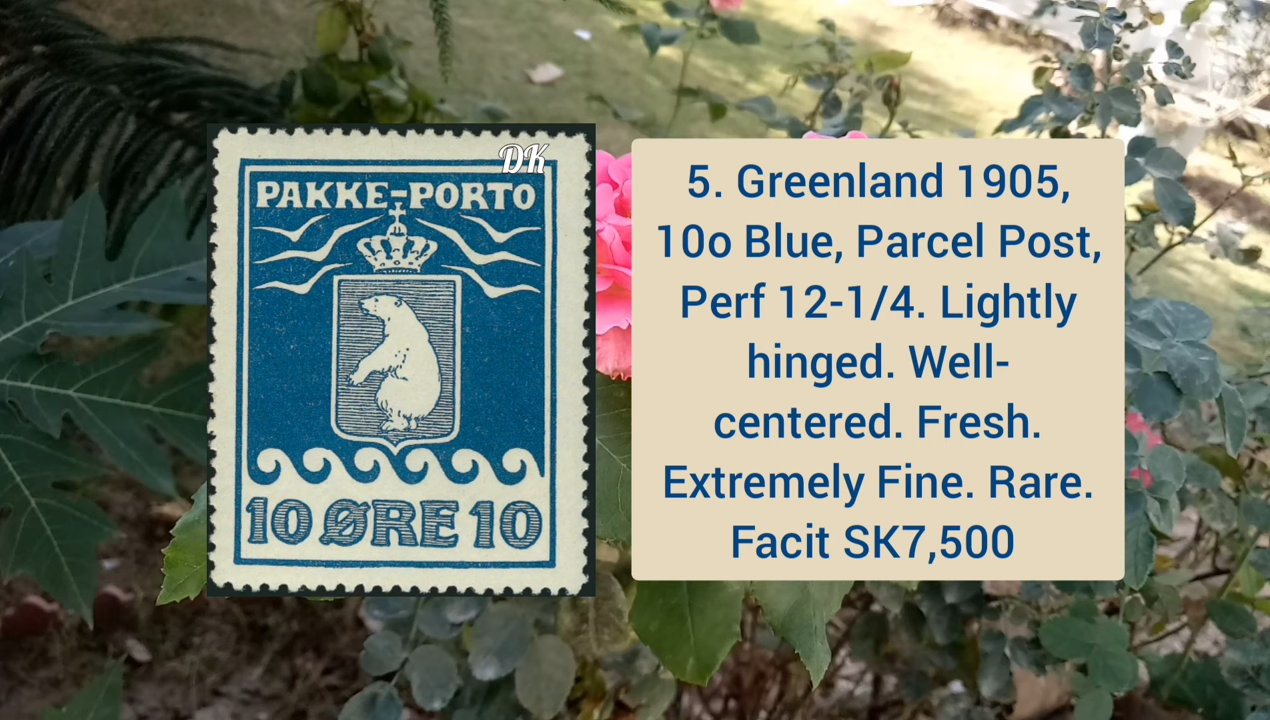 DK
PAKKE-PORTO
10 ØRE 10
5. Greenland 1905,
10o Blue, Parcel Post,
Perf 12-1/4. Lightly
hinged. Well-
centered. Fresh.
Extremely Fine. Rare.
Facit SK7,500